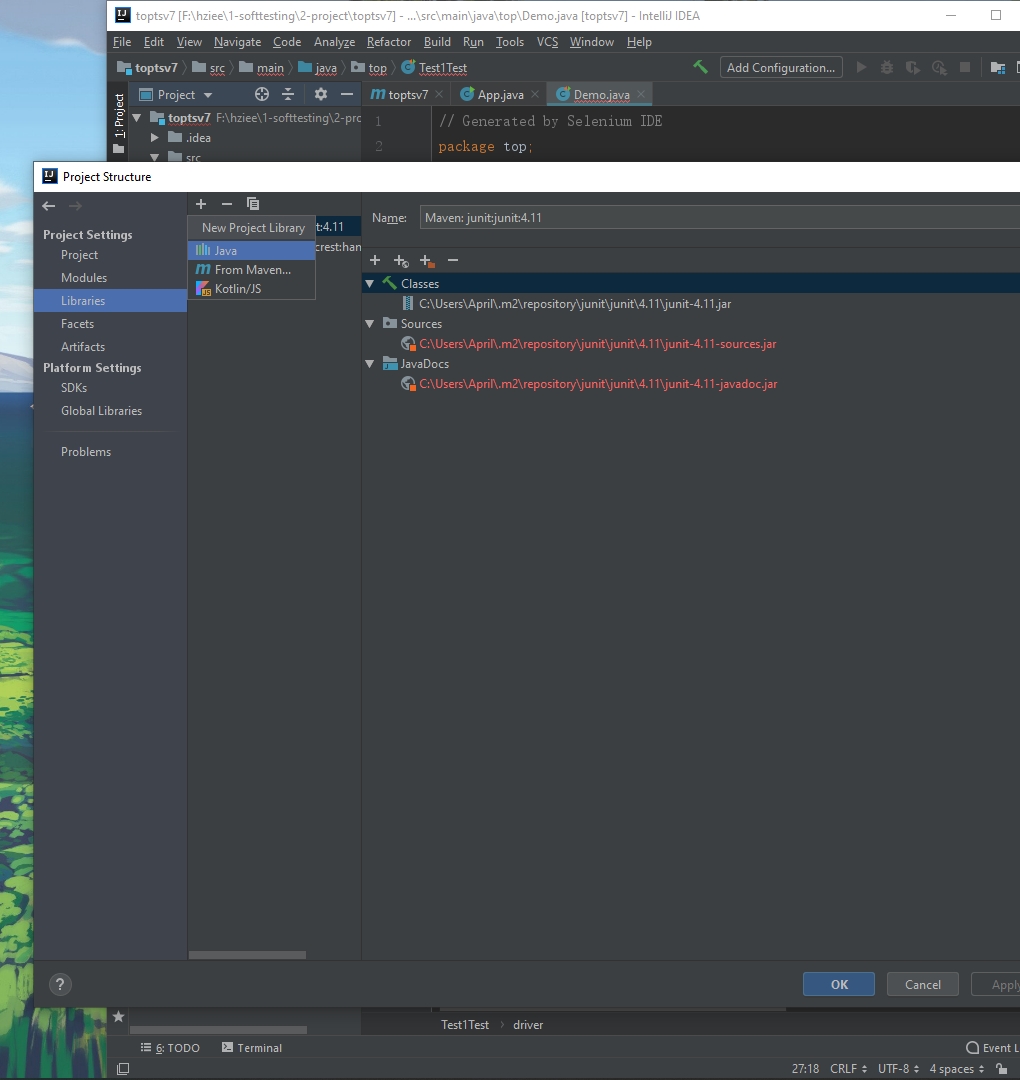 toptsv7 [F:\hziee\1-softtesting\2-project\toptsv7] - ...\src\main\java\top\Demo.java [toptsv7] - IntelliJ IDEA
File Edit View Navigate Code Analyze Refactor Build Run Tools VCS Window Help
toptsv7 src main java top Test1Test Add Configuration...
1: Project
Project toptsv7 App.java Demo.java
toptsv7 F:\hziee\1-softtesting\2-prc
1 // Generated by Selenium IDE
.idea
2 package top;
src
Project Structure
New Project Library
Java
From Maven...
Kotlin/JS
t:4.11
crest:han
Name: Maven: junit:junit:4.11
Project Settings
Project
Modules
Libraries
Facets
Artifacts
Platform Settings
SDKs
Global Libraries
Problems
Classes
C:\Users\April\.m2\repository\junit\junit\4.11\junit-4.11.jar
Sources
C:\Users\April\.m2\repository\junit\junit\4.11\junit-4.11-sources.jar
JavaDocs
C:\Users\April\.m2\repository\junit\junit\4.11\junit-4.11-javadoc.jar
? OK Cancel Apply
Test1Test driver
6: TODO Terminal Event L
27:18 CRLF UTF-8 4 spaces